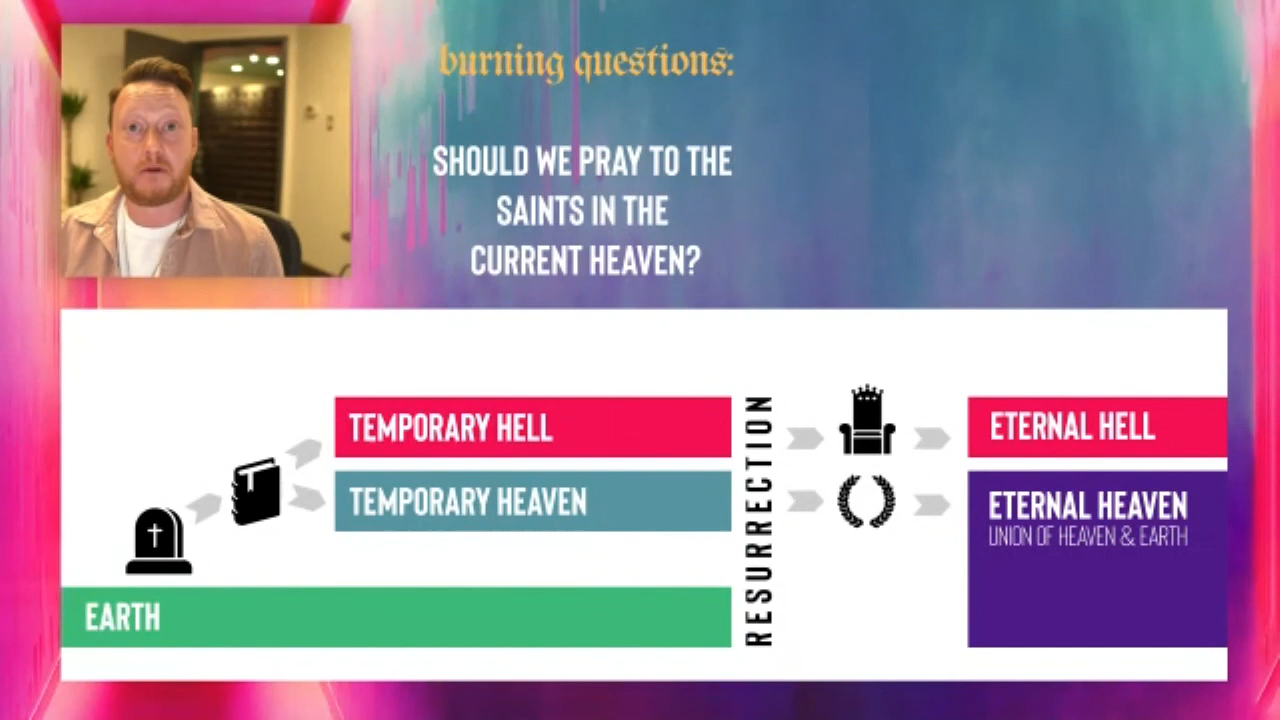 burning questions:
SHOULD WE PRAY TO THE
SAINTS IN THE
CURRENT HEAVEN?
TEMPORARY HELL
TEMPORARY HEAVEN
EARTH
RESURRECTION
ETERNAL HELL
ETERNAL HEAVEN
UNION OF HEAVEN & EARTH